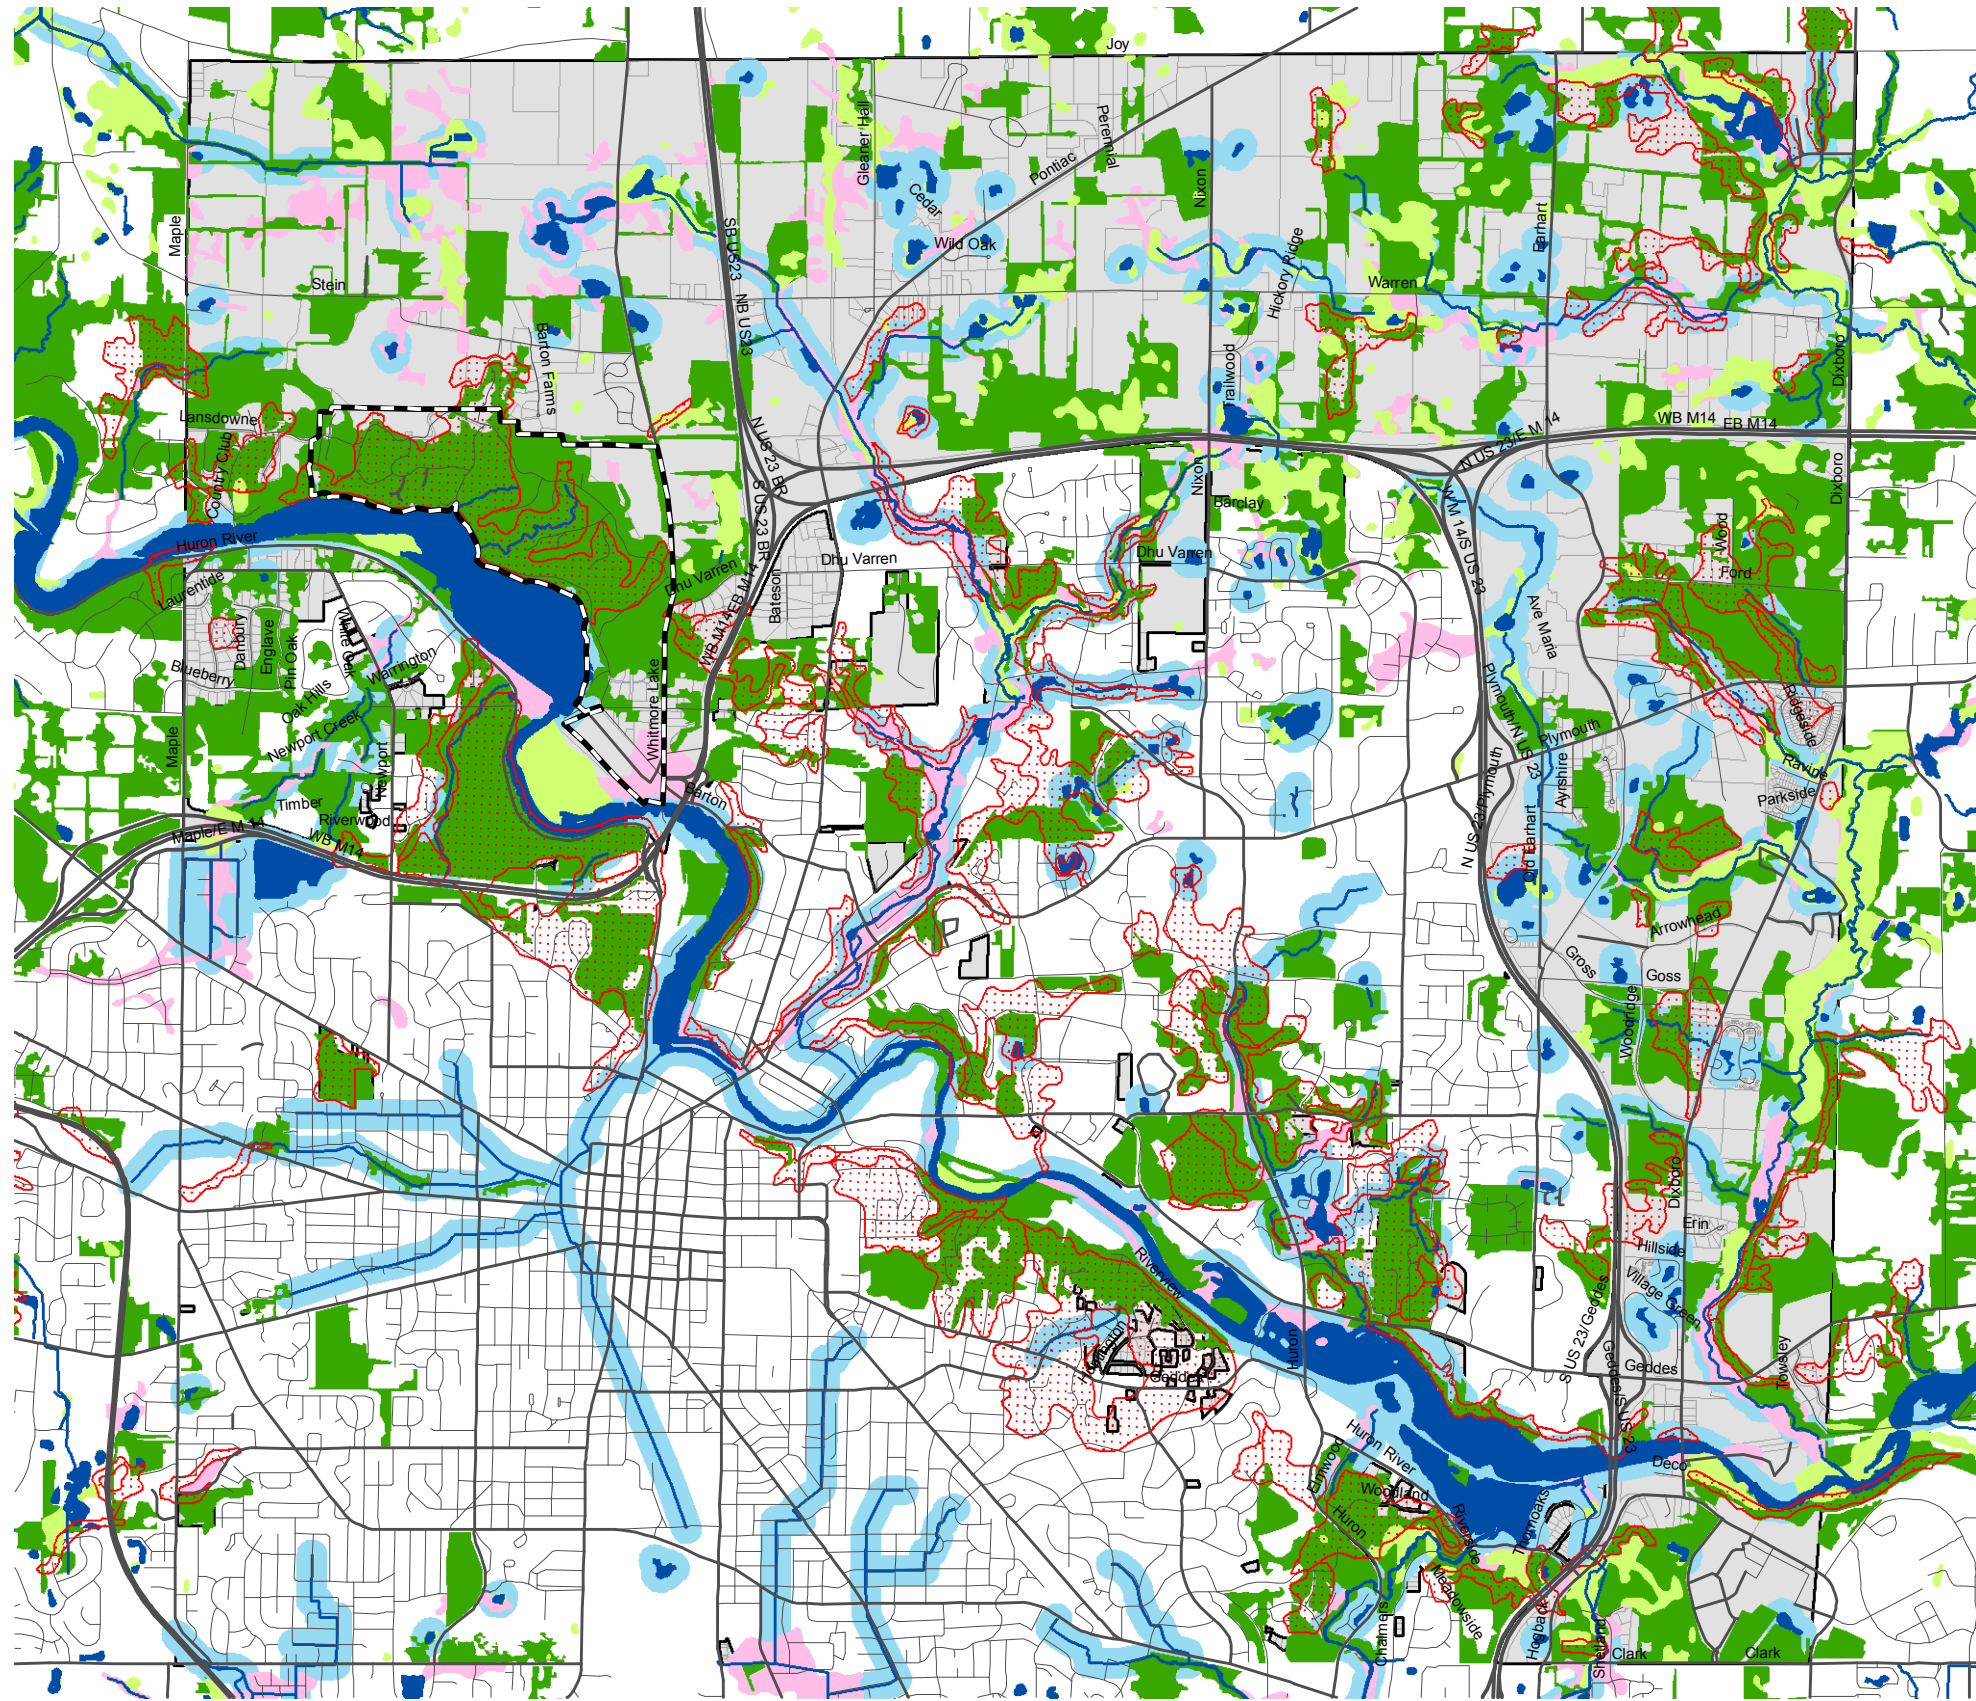 Joy
Gleaner Hall
Perennial
Pontiac
Nixon
Cedar
Maple
SB US23
Wild Oak
Earhart
Hickory Ridge
Stein
Warren
NB US23
Barton Farms
Trailwood
Dixboro
Lansdowne
Country Club
N US 23 BR
WB M14
EB M14
N US 23/E M 14
S US 23 BR
Nixon
Barclay
W M 14/S US 23
Dixboro
Wood
Huron River
Dhu Varren
Dhu Varren
Dhu Varren
Ford
Laurentide
WB M14
EB M14
Bateson
Ave Maria
White Oak
Danbury
Englave
Pin Oak
Blueberry
Warrington
Oak Hills
Whitmore Lake
Plymouth/N US 23
Ridgeside
Newport Creek
Maple
Newport
Plymouth
Ravine
N US 23/Plymouth
Ayrshire
Barton
Parkside
Timber
Riverwood
Maple/E M 14
WB M14
Old Earhart
Arrowhead
Gross
Goss
Woodridge
Dixboro
Erin
Hillside
Riverview
Village Green
S US 23/Geddes
Huntington
Huron
Geddes
Geddes
Geddes/S US 23
Towsley
Huron River
Elmwood
Deco
Woodland
Huron
Riverside
Thornoaks
Meadowside
Chalmers
Hogback
Shetland
Clark
Clark